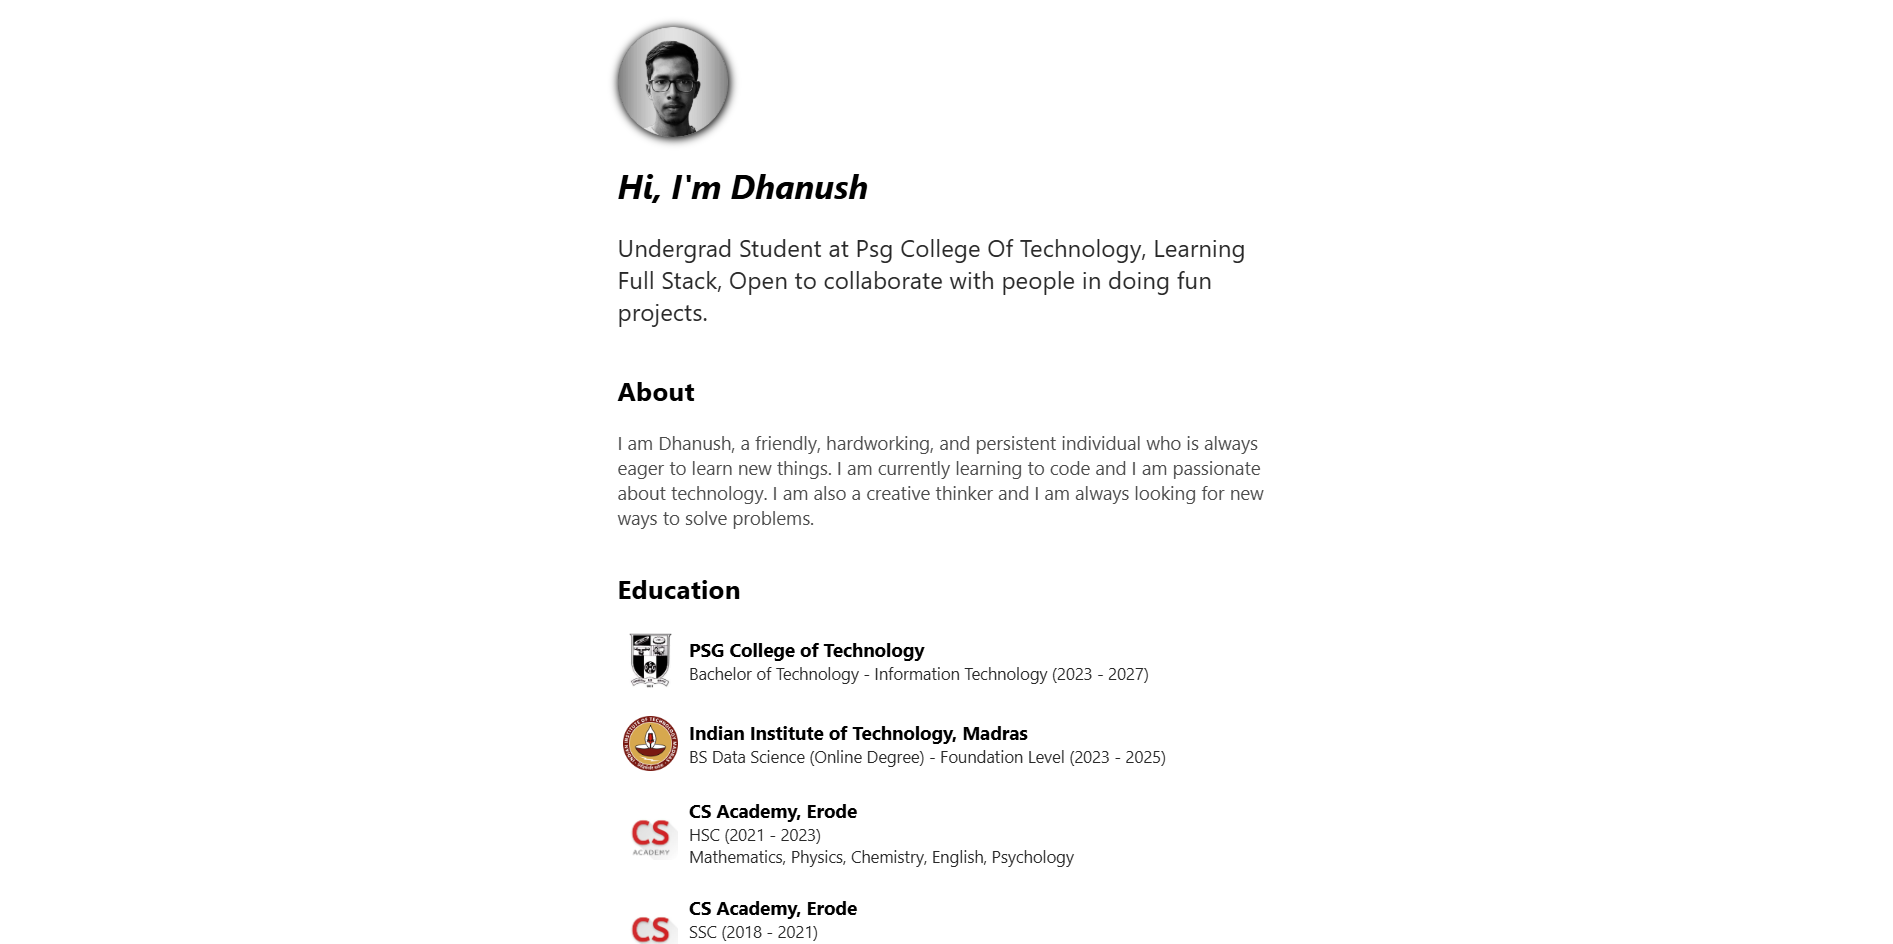 Hi, I'm Dhanush
Undergrad Student at Psg College Of Technology, Learning
Full Stack, Open to collaborate with people in doing fun
projects.
About
I am Dhanush, a friendly, hardworking, and persistent individual who is always
eager to learn new things. I am currently learning to code and I am passionate
about technology. I am also a creative thinker and I am always looking for new
ways to solve problems.
Education
PSG College of Technology
Bachelor of Technology - Information Technology (2023 - 2027)
Indian Institute of Technology, Madras
BS Data Science (Online Degree) - Foundation Level (2023 - 2025)
CS
ACADEMY
CS Academy, Erode
HSC (2021 - 2023)
Mathematics, Physics, Chemistry, English, Psychology
CS
CS Academy, Erode
SSC (2018 - 2021)